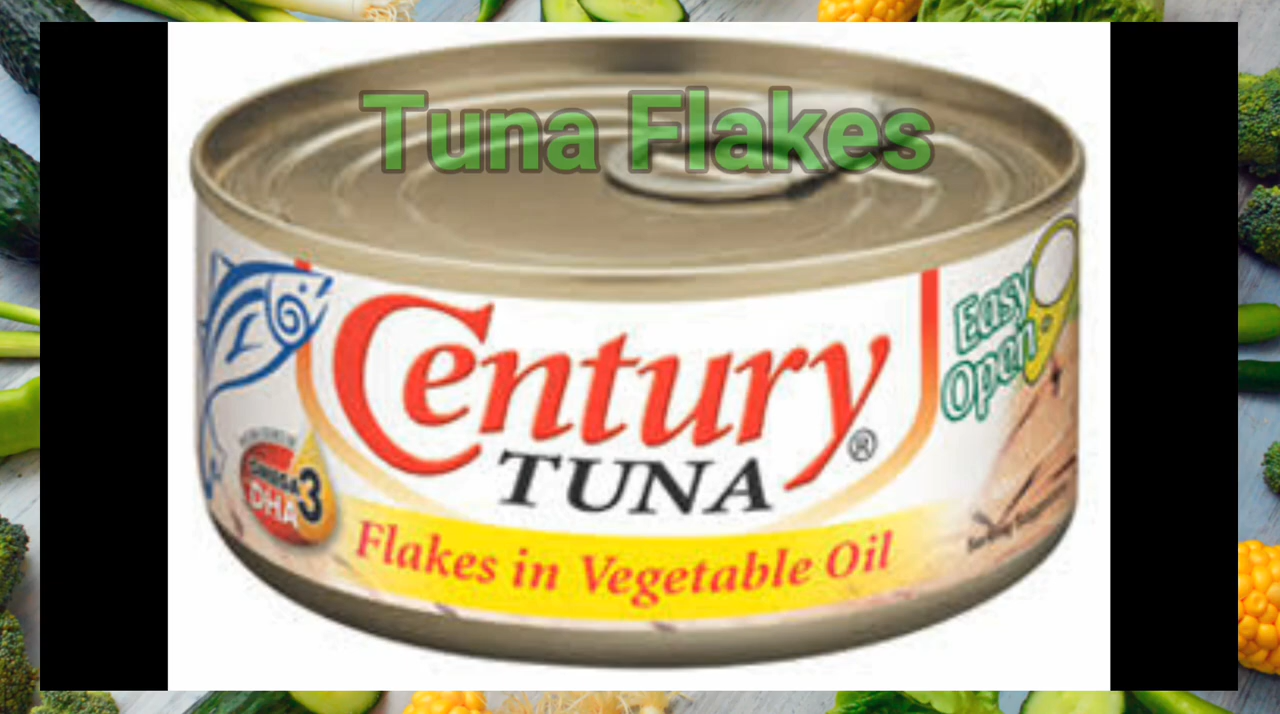 Tuna Flakes
Century
TUNA
®
Easy
Open
OMEGA 3
DHA
Flakes in Vegetable Oil